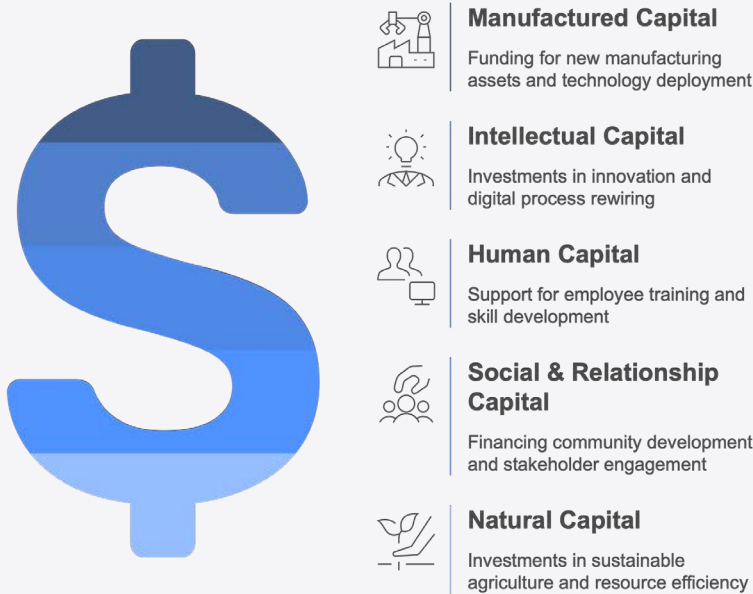 Manufactured Capital
Funding for new manufacturing
assets and technology deployment
Intellectual Capital
Investments in innovation and
digital process rewiring
Human Capital
Support for employee training and
skill development
Social & Relationship
Capital
Financing community development
and stakeholder engagement
Natural Capital
Investments in sustainable
agriculture and resource efficiency